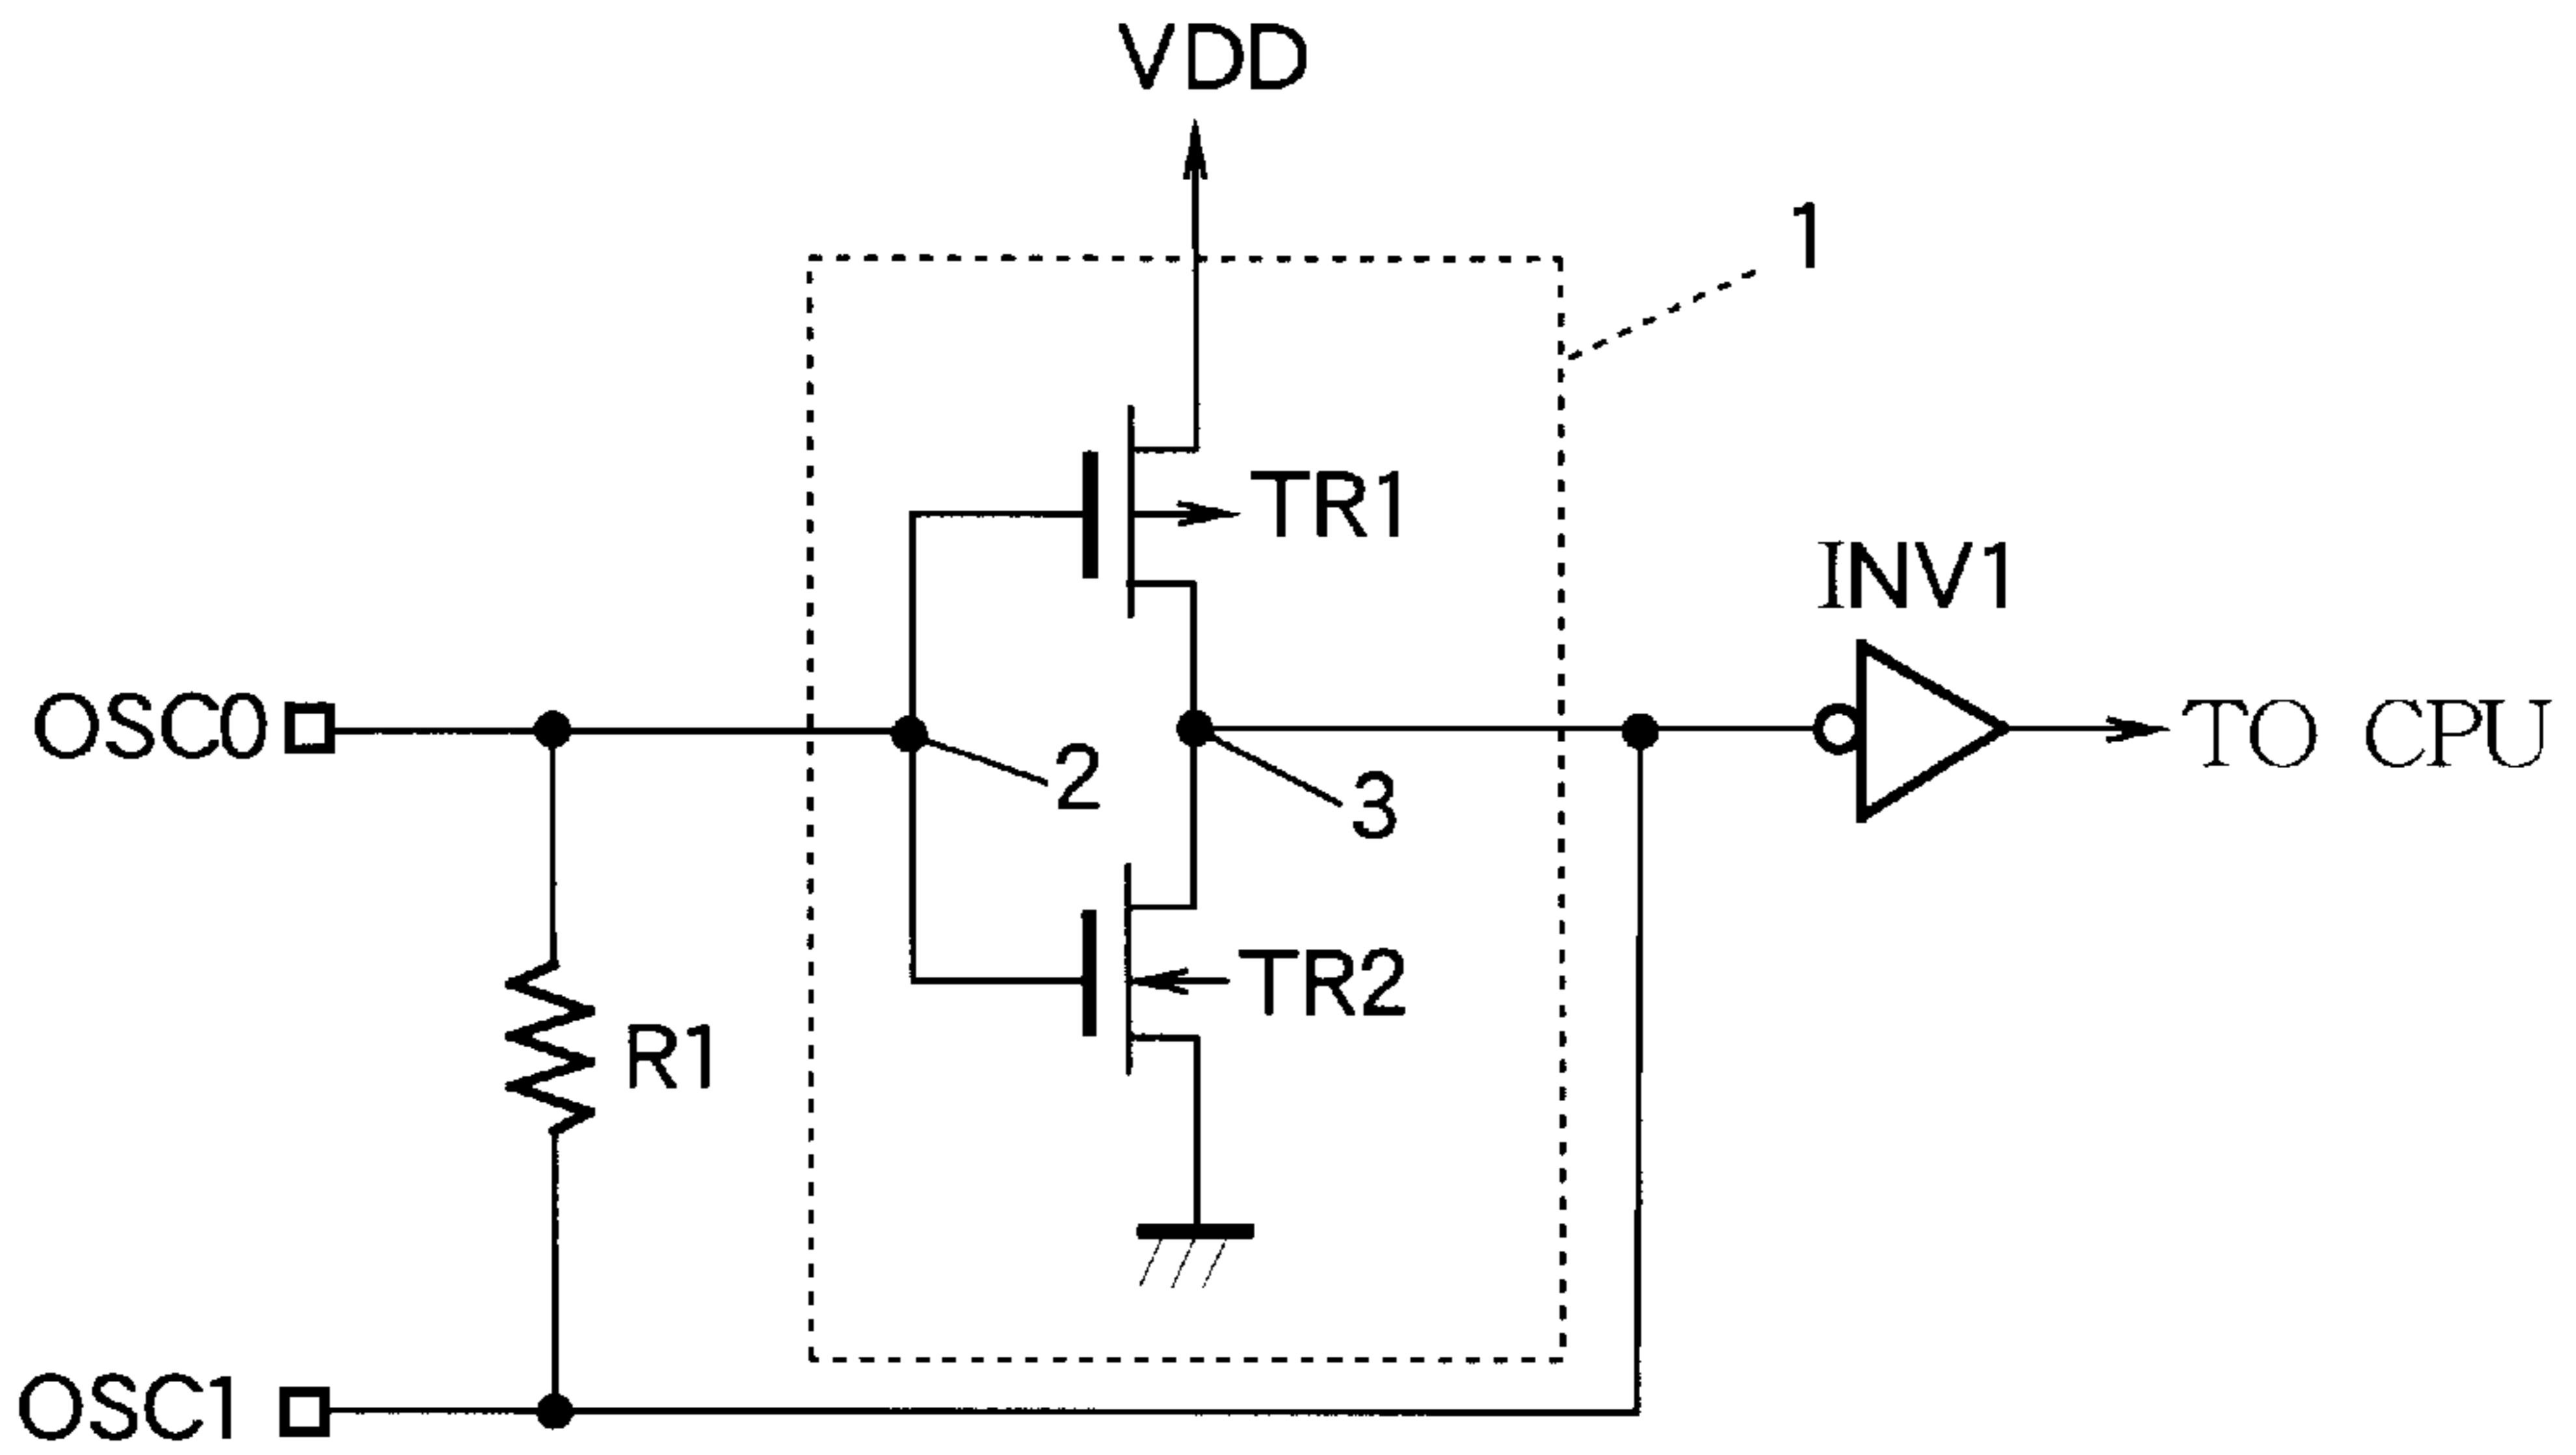 VDD
1
TR1
INV1
OSC0
2
3
TO CPU
TR2
R1
OSC1